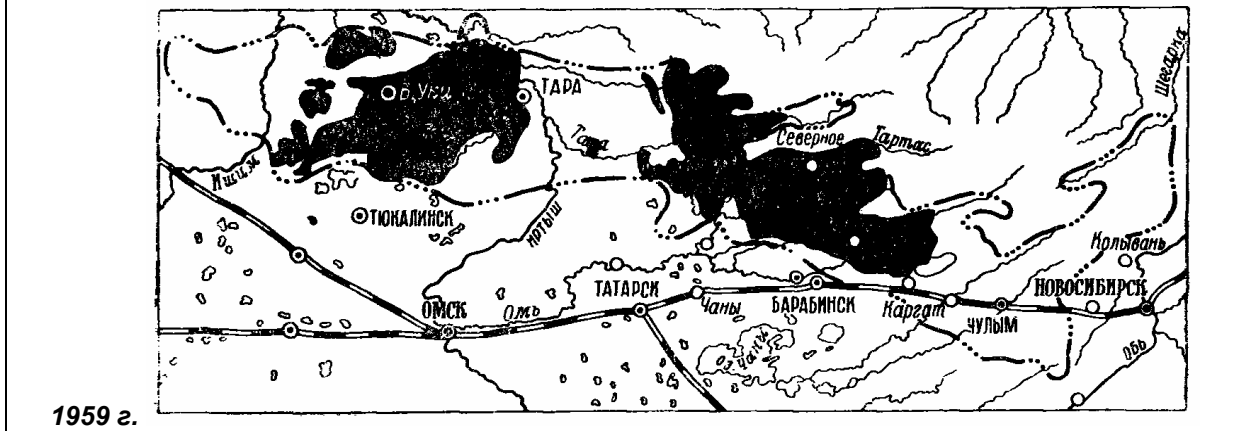 Шегарка
Б. Уки
ТАРА
Тара
Северное
Тартас
Ишим
ТЮКАЛИНСК
ИРТЫШ
Колывань
ТАТАРСК
Чаны
БАРАБИНСК
Каргат
НОВОСИБИРСК
ОМСК
Омь
ЧУЛЫМ
ОЗ. ЧАНЫ
ОБЬ
1959 г.